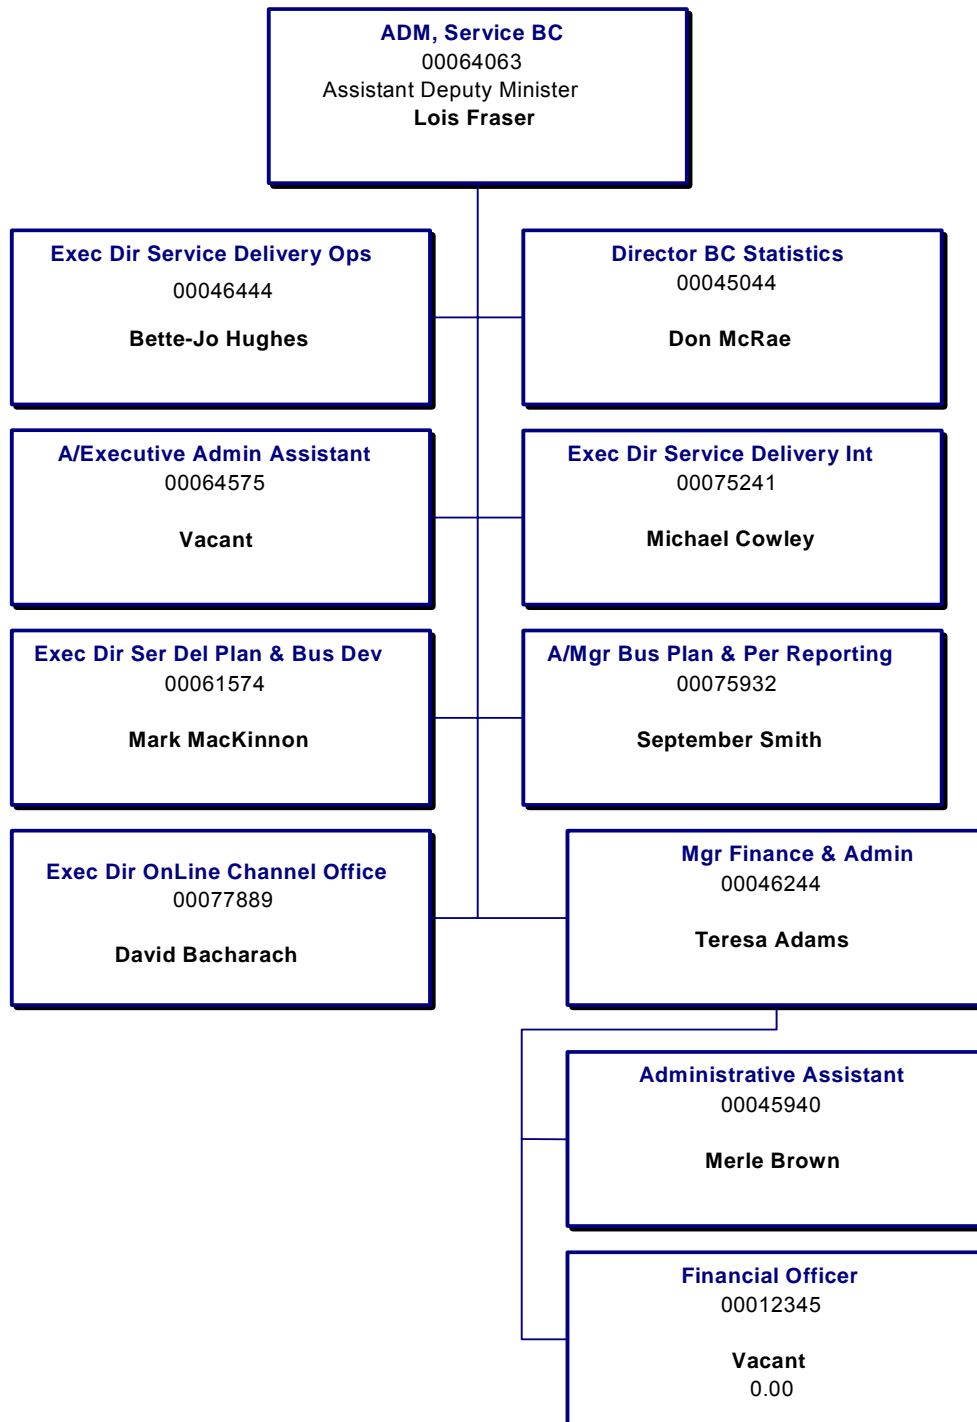 ADM, Service BC
00064063
Assistant Deputy Minister
Lois Fraser
Exec Dir Service Delivery Ops
00046444
Bette-Jo Hughes
Director BC Statistics
00045044
Don McRae
A/Executive Admin Assistant
00064575
Vacant
Exec Dir Service Delivery Int
00075241
Michael Cowley
Exec Dir Ser Del Plan & Bus Dev
00061574
Mark MacKinnon
A/Mgr Bus Plan & Per Reporting
00075932
September Smith
Exec Dir OnLine Channel Office
00077889
David Bacharach
Mgr Finance & Admin
00046244
Teresa Adams
Administrative Assistant
00045940
Merle Brown
Financial Officer
00012345
Vacant
0.00